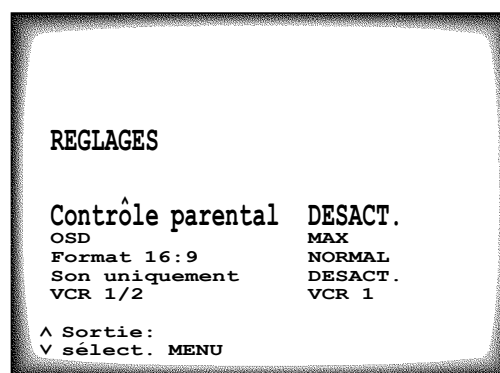 REGLAGES
Contrôle parental DESACT.
OSD MAX
Format 16:9 NORMAL
Son uniquement DESACT.
VCR 1/2 VCR 1
^ Sortie:
v sélect. MENU